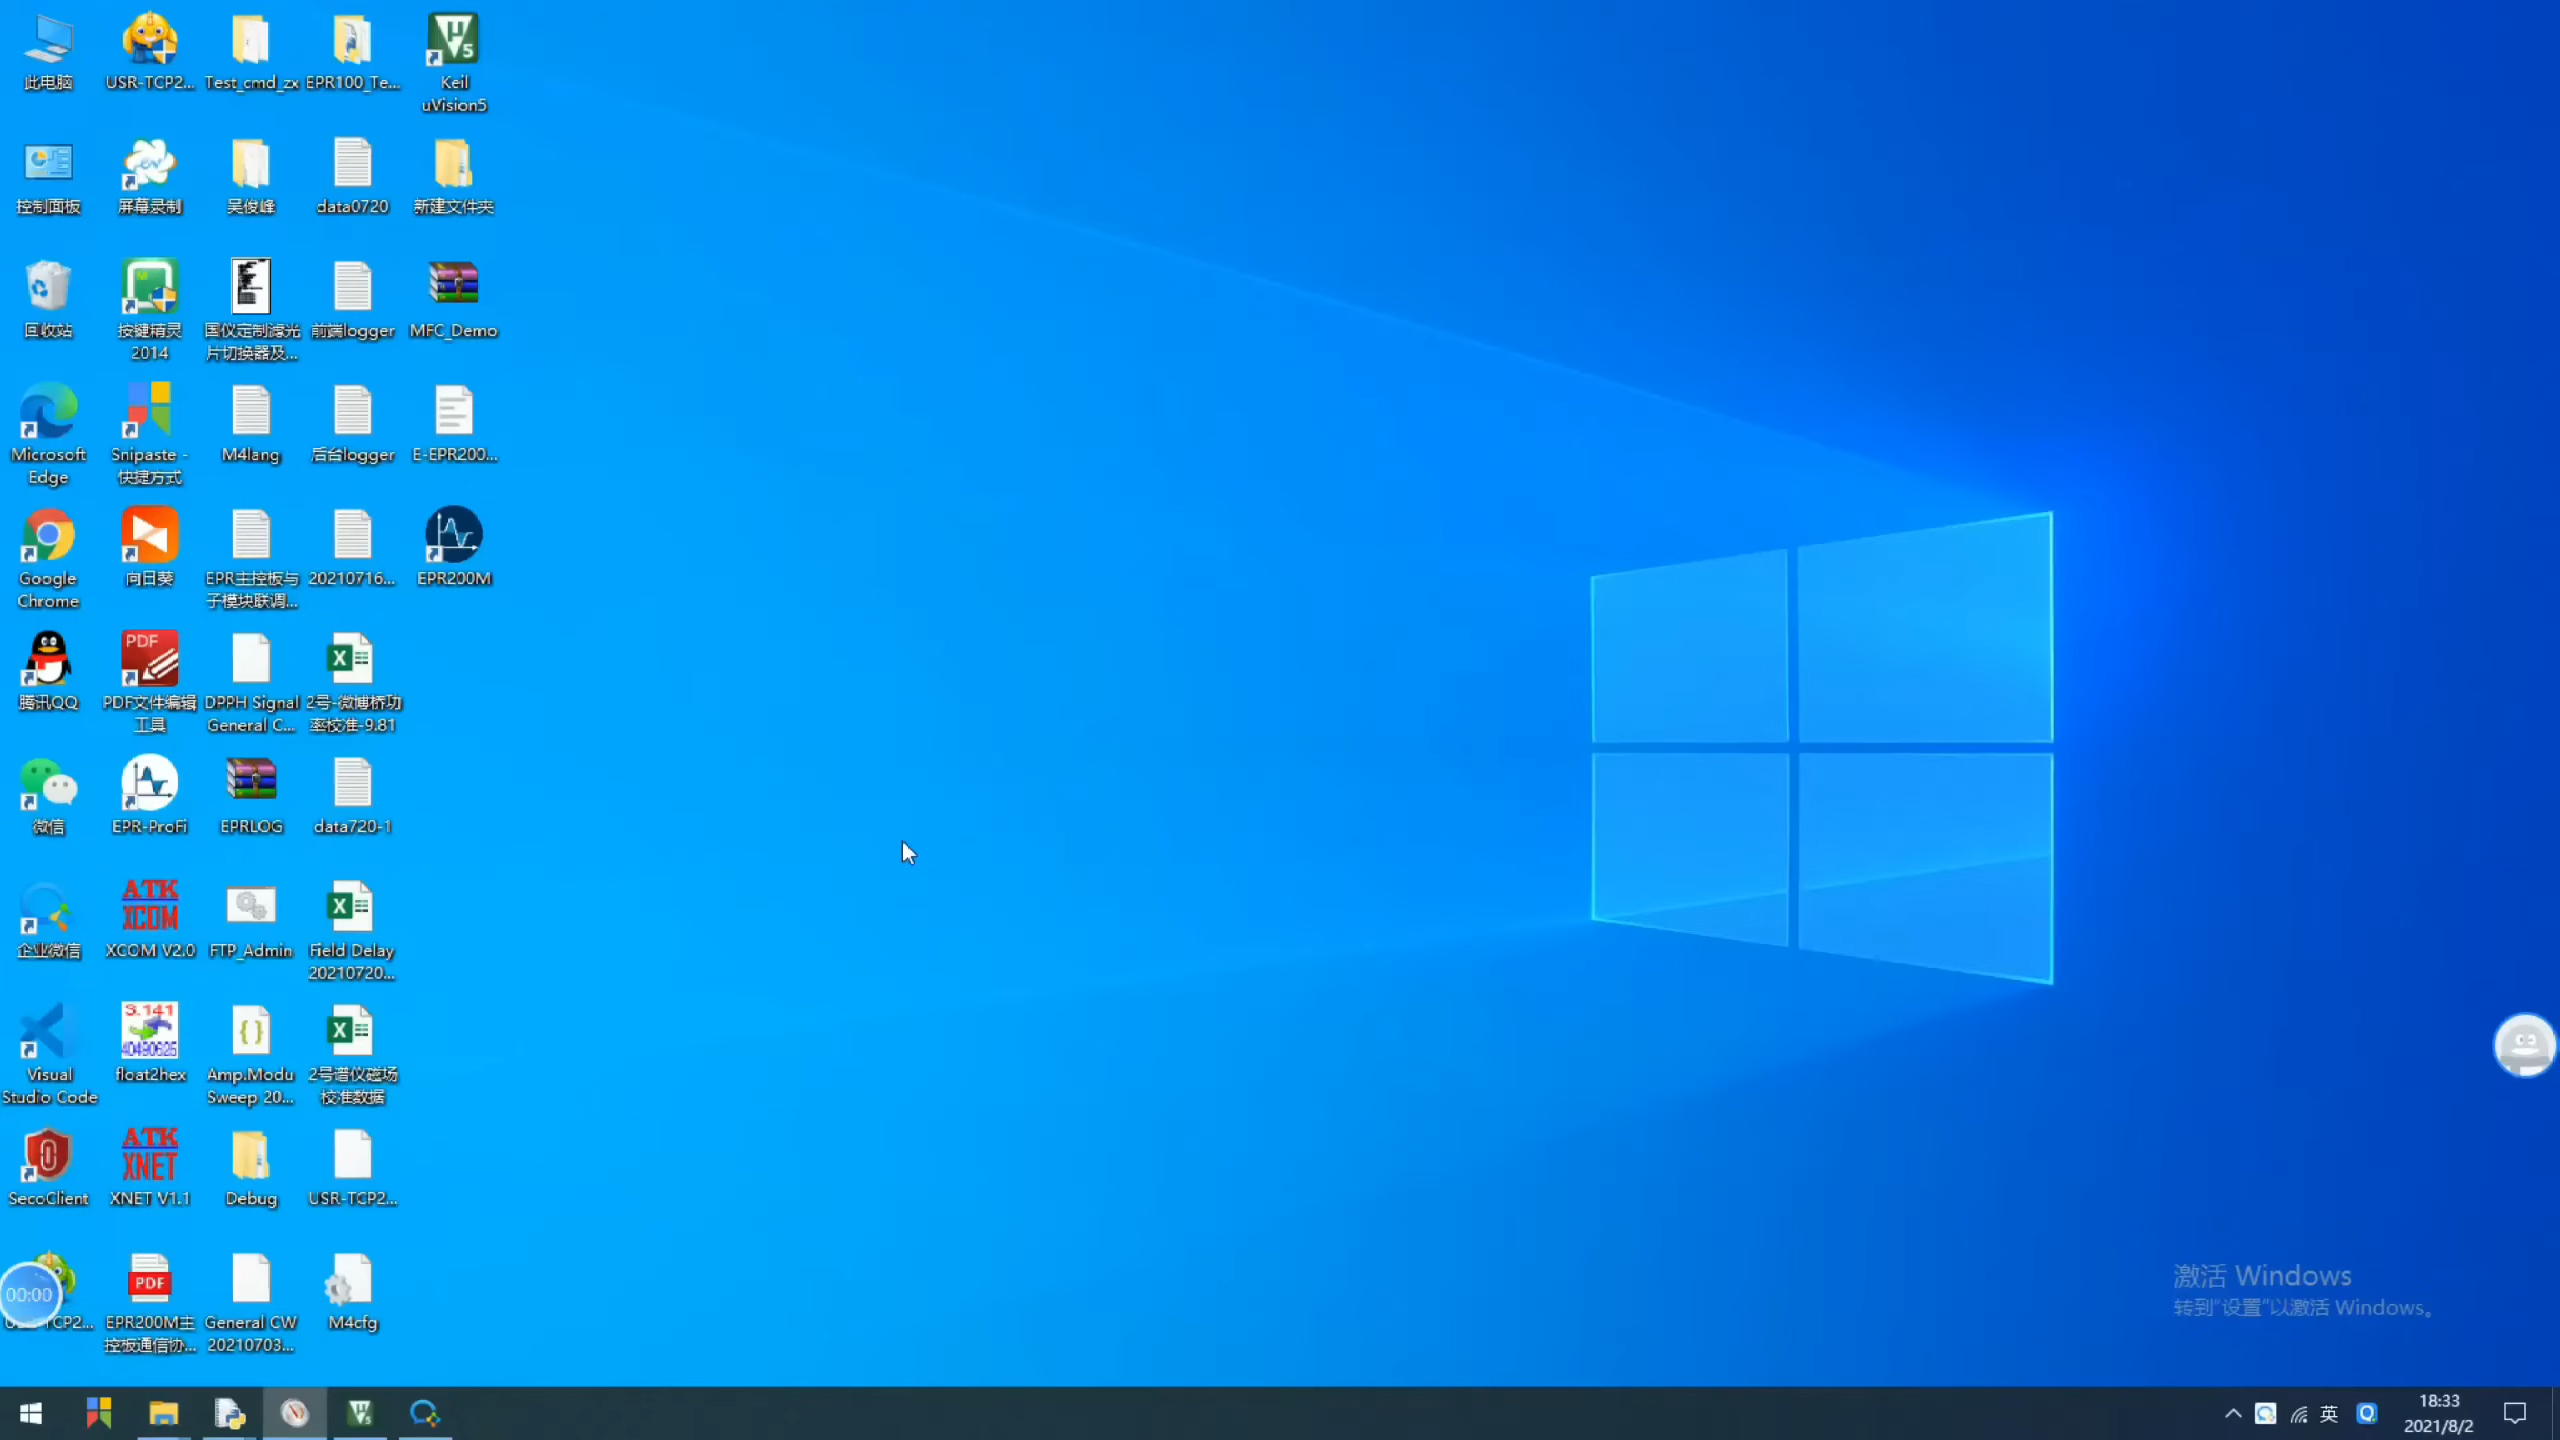 此电脑
USR-TCP2...
Test_cmd_zx
EPR100_Te...
Keil
uVision5
控制面板
屏幕录制
吴俊峰
data0720
新建文件夹
回收站
按键精灵
2014
国仪定制滤光
片切换器及...
前端logger
MFC_Demo
Microsoft
Edge
Snipaste -
快捷方式
M4lang
后台logger
E-EPR200...
Google
Chrome
向日葵
EPR主控板与
子模块联调...
20210716...
EPR200M
腾讯QQ
PDF
PDF文件编辑
工具
DPPH Signal
General C...
2号-微博桥功
率校准-9.81
微信
EPR-ProFi
EPRLOG
data720-1
企业微信
ATK
XCOM
XCOM V2.0
FTP_Admin
Field Delay
20210720...
Visual
Studio Code
3.141
40490625
float2hex
Amp.Modu
Sweep 20...
2号谱仪磁场
校准数据
SecoClient
ATK
XNET
XNET V1.1
Debug
USR-TCP2...
00:00
PDF
EPR200M主
控板通信协...
General CW
20210703...
M4cfg
激活 Windows
转到"设置"以激活 Windows。
英
18:33
2021/8/2